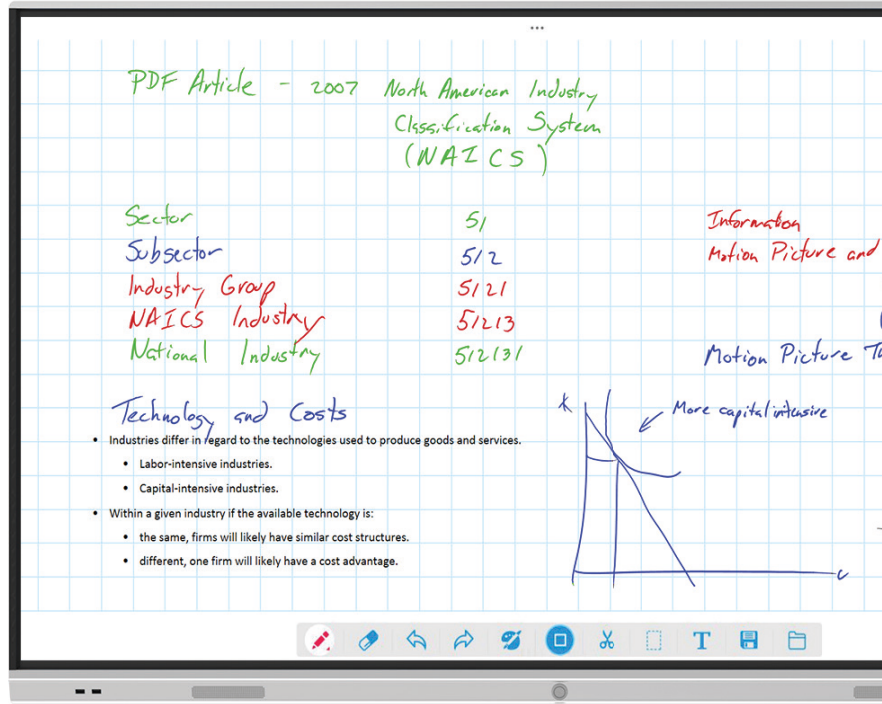 PDF Article - 2007 North American Industry
Classification System
(NAICS)
Sector 51 Information
Subsector 512 Motion Picture and
Industry Group 5121
NAICS Industry 51213
National Industry 512131 Motion Picture
Technology and Costs
• Industries differ in regard to the technologies used to produce goods and services.
• Labor-intensive industries.
• Capital-intensive industries.
• Within a given industry if the available technology is:
• the same, firms will likely have similar cost structures.
• different, one firm will likely have a cost advantage.
K
More capital intensive
T